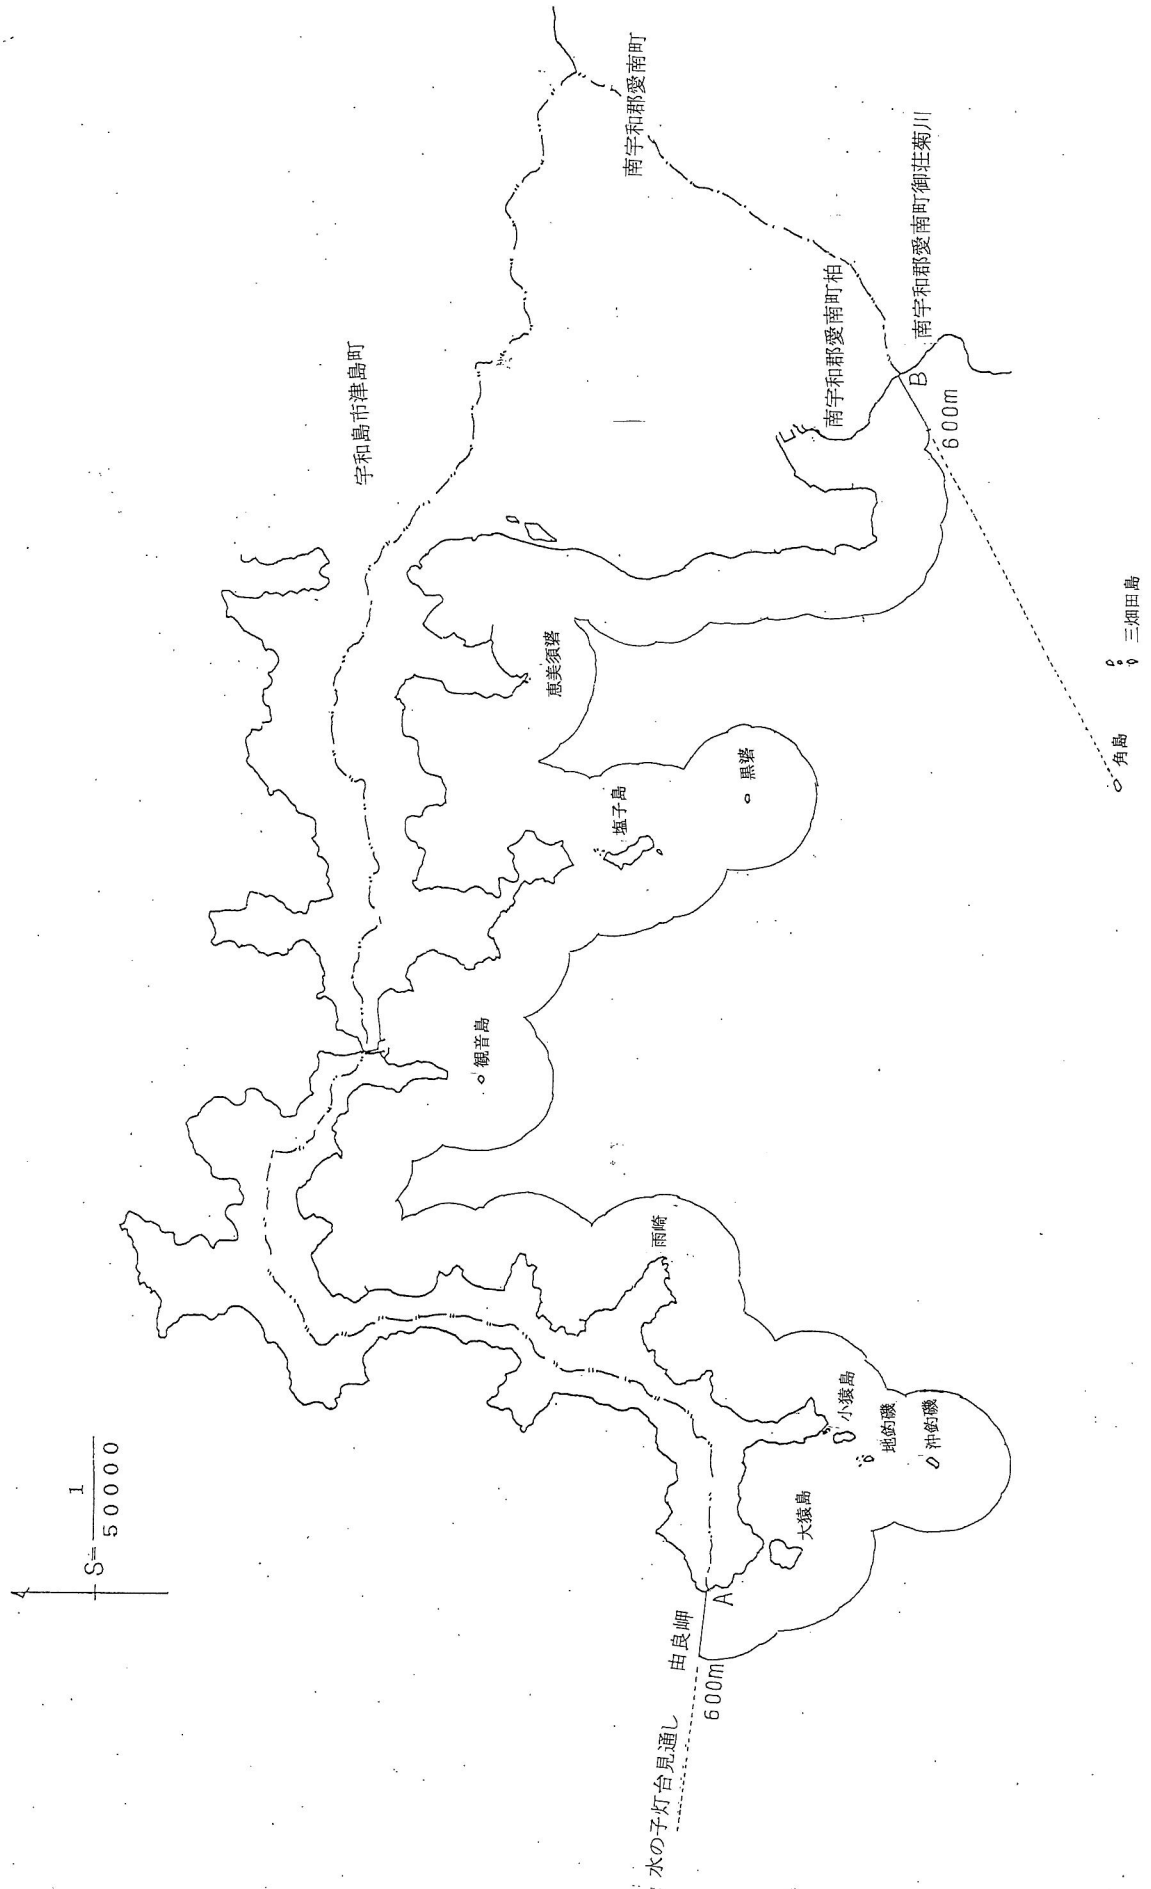 S=1/50000
宇和島市津島町
南宇和郡愛南町
南宇和郡愛南町柏
南宇和郡愛南町御荘菊川
B
600m
恵美須碆
塩子島
黒碆
三畑田島
角島
観音島
雨崎
小猿島
地釣磯
沖釣磯
大猿島
由良岬
A
600m
水の子灯台見通し